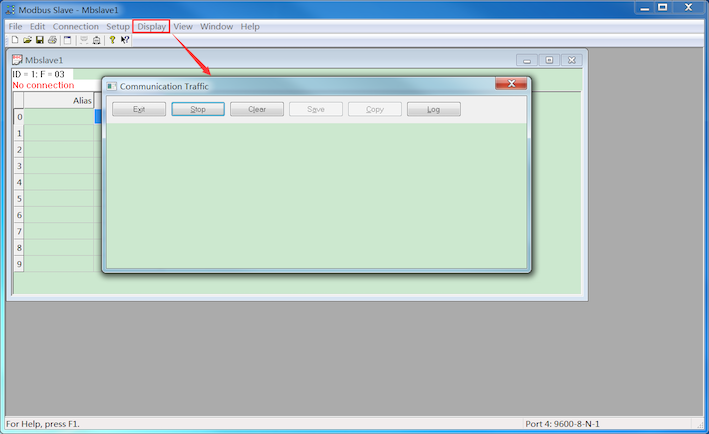 Modbus Slave - Mbslave1
File Edit Connection Setup Display View Window Help
Mbslave1
ID = 1: F = 03
No connection
Alias
Communication Traffic
Exit Stop Clear Save Copy Log
0
1
2
3
4
5
6
7
8
9
For Help, press F1.
Port 4: 9600-8-N-1